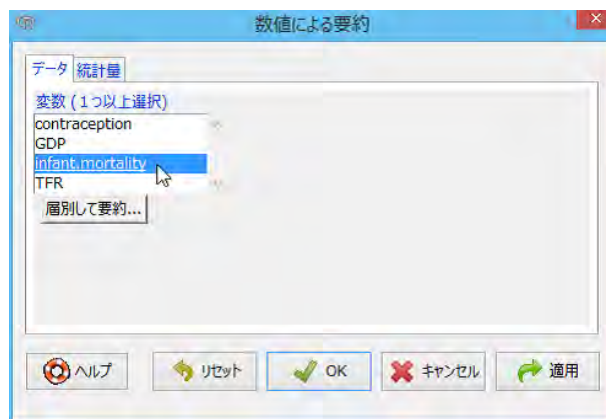 数値による要約
データ 統計量
変数 (1つ以上選択)
contraception
GDP
infant.mortality
TFR
層別して要約...
ヘルプ リセット OK キャンセル 適用